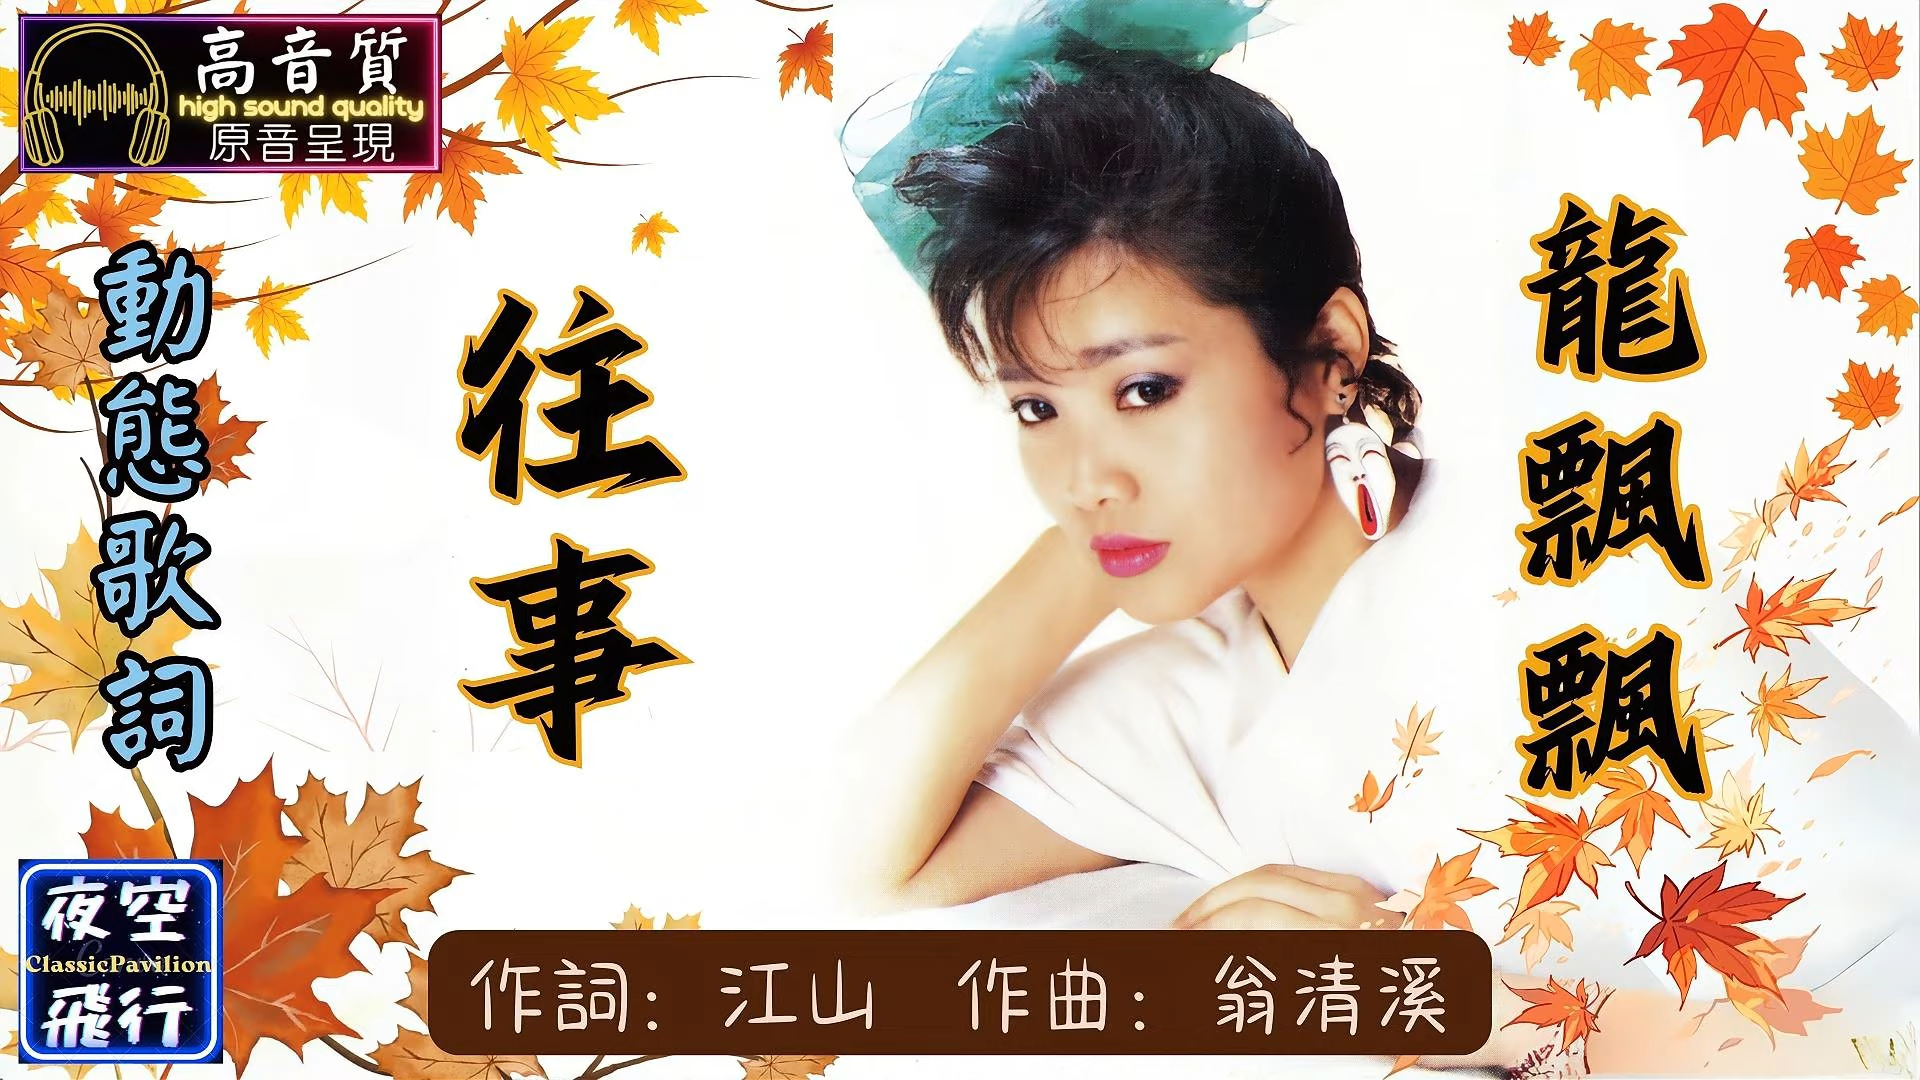 高音質
high sound quality
原音呈現
動態歌詞
往事
龍飄飄
夜空
ClassicPavilion
飛行
作詞：江山　作曲：翁清溪